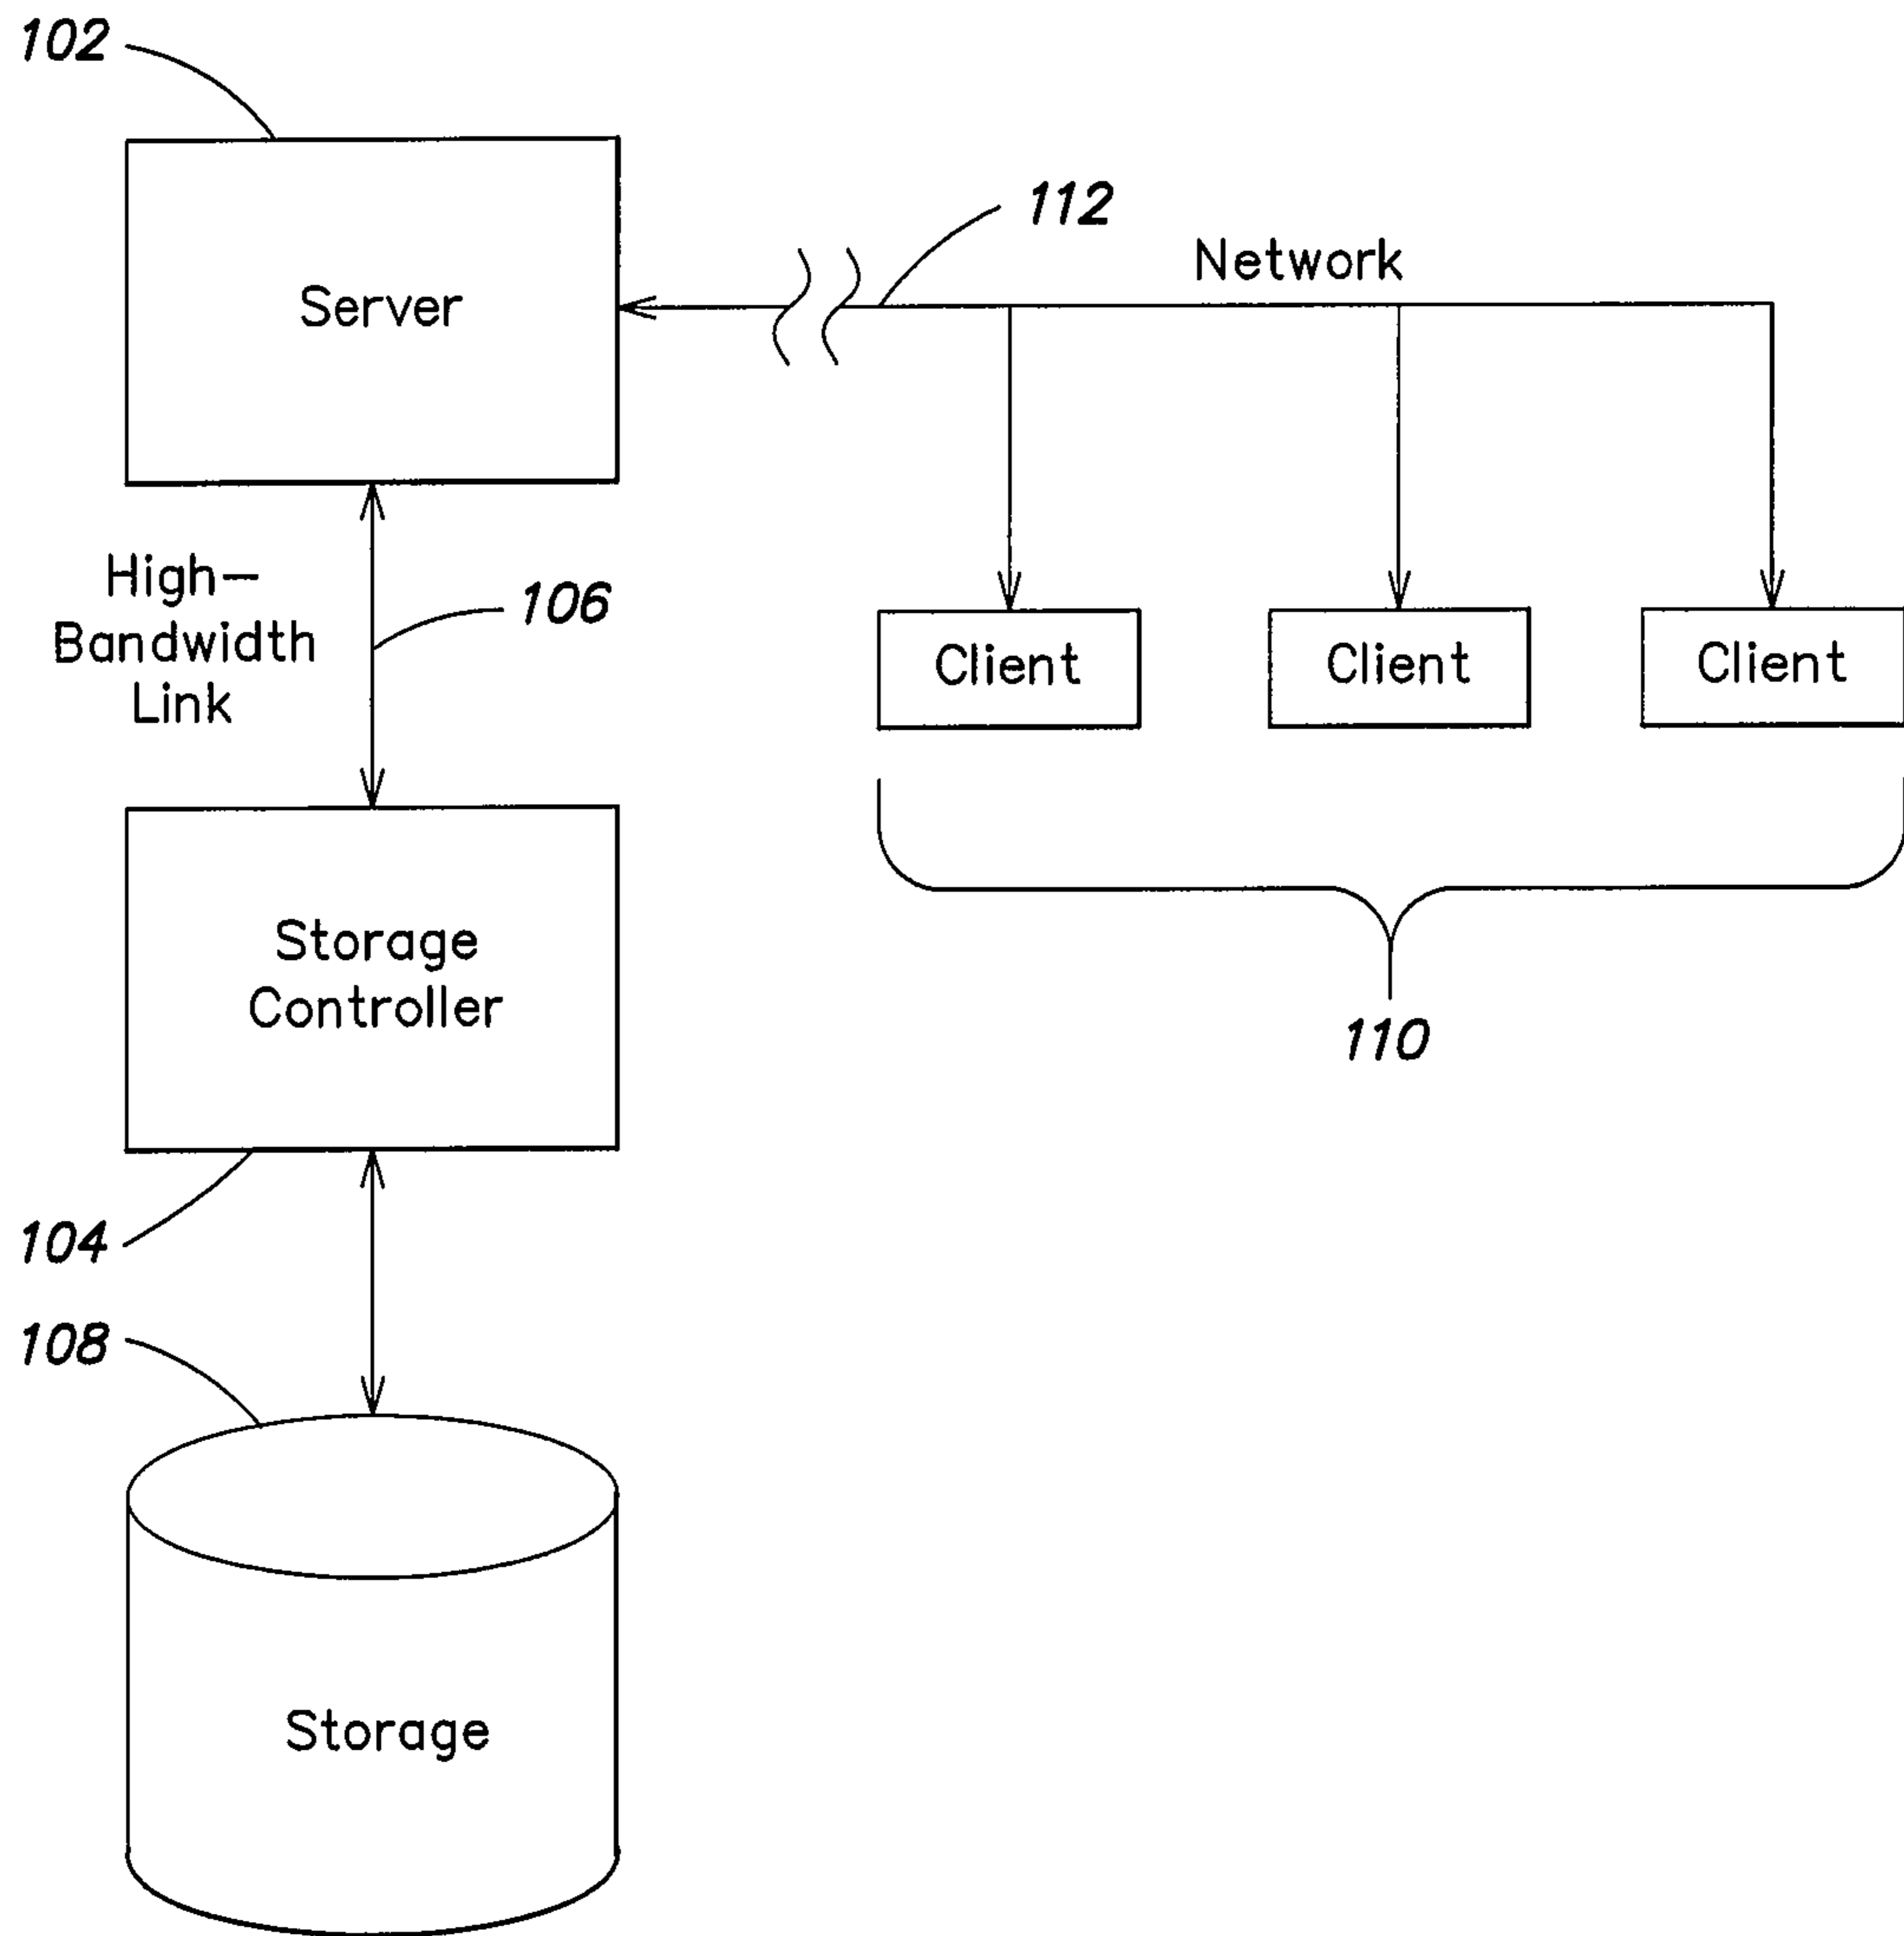 102
112
Network
Server
High-
Bandwidth
Link
106
Client
Client
Client
Storage
Controller
110
104
108
Storage